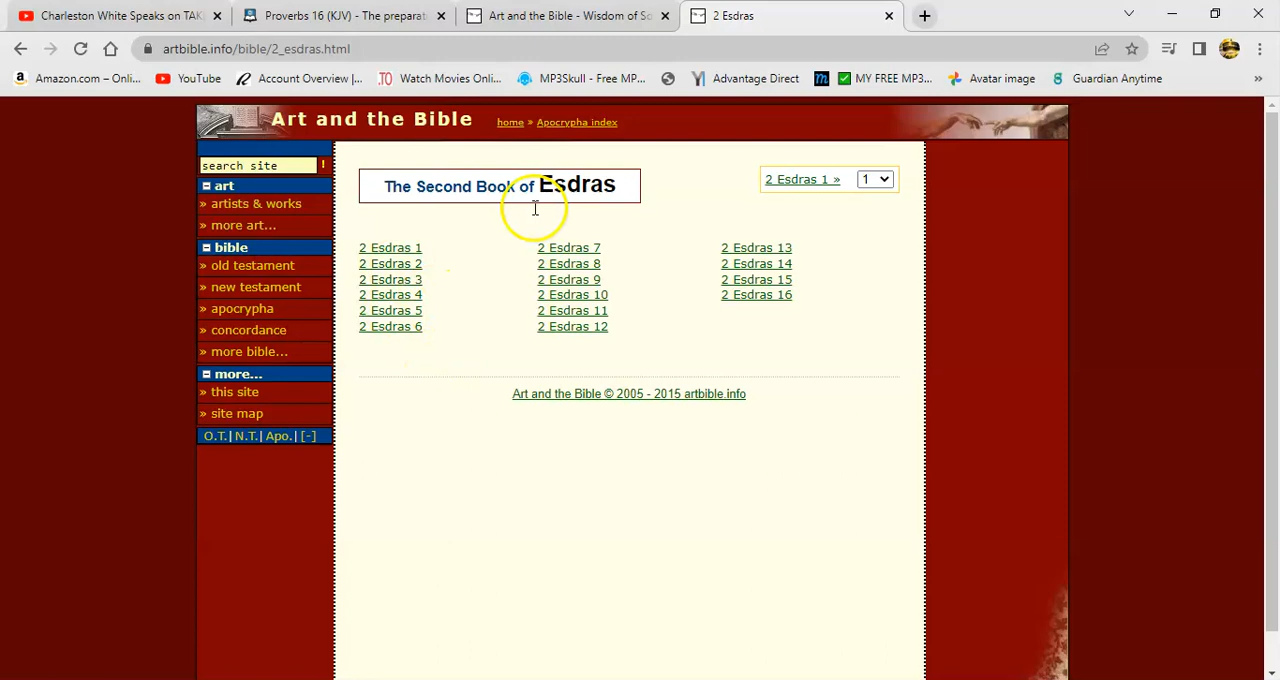 Charleston White Speaks on TAK
Proverbs 16 (KJV) - The preparat
Art and the Bible - Wisdom of So
2 Esdras
artbible.info/bible/2_esdras.html
Amazon.com – Onli...
YouTube
Account Overview |...
Watch Movies Onlin...
MP3Skull - Free MP...
Advantage Direct
MY FREE MP3...
Avatar image
Guardian Anytime
»
Art and the Bible
home » Apocrypha index
search site !
art
» artists & works
» more art...
bible
» old testament
» new testament
» apocrypha
» concordance
» more bible...
more...
» this site
» site map
O.T.| N.T.| Apo.| [-]
The Second Book of Esdras
2 Esdras 1 » 1
2 Esdras 1
2 Esdras 2
2 Esdras 3
2 Esdras 4
2 Esdras 5
2 Esdras 6
2 Esdras 7
2 Esdras 8
2 Esdras 9
2 Esdras 10
2 Esdras 11
2 Esdras 12
2 Esdras 13
2 Esdras 14
2 Esdras 15
2 Esdras 16
Art and the Bible © 2005 - 2015 artbible.info